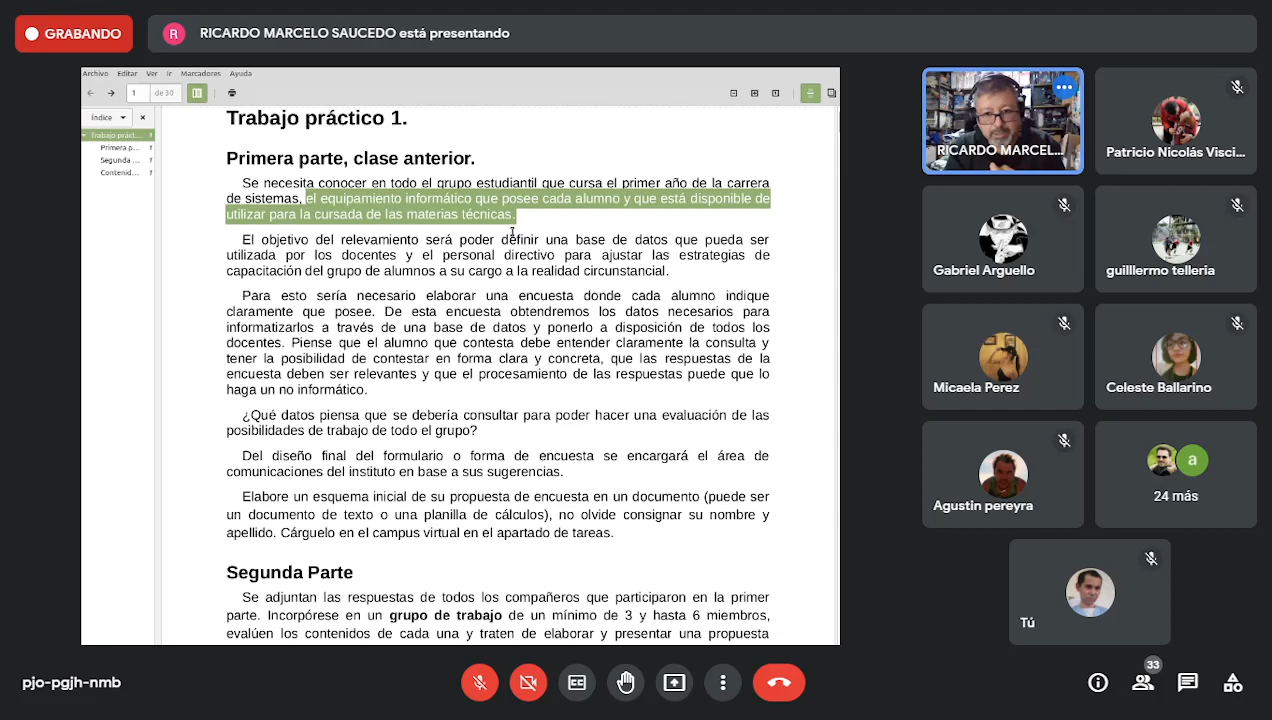 GRABANDO
R
RICARDO MARCELO SAUCEDO está presentando
Archivo Editar Ver Ir Marcadores Ayuda
1 de 30
Índice
Trabajo práct... 1
Primera p... 1
Segunda ... 1
Contenid... 1
Trabajo práctico 1.
Primera parte, clase anterior.
Se necesita conocer en todo el grupo estudiantil que cursa el primer año de la carrera
de sistemas, el equipamiento informático que posee cada alumno y que está disponible de
utilizar para la cursada de las materias técnicas.
El objetivo del relevamiento será poder definir una base de datos que pueda ser
utilizada por los docentes y el personal directivo para ajustar las estrategias de
capacitación del grupo de alumnos a su cargo a la realidad circunstancial.
Para esto sería necesario elaborar una encuesta donde cada alumno indique
claramente que posee. De esta encuesta obtendremos los datos necesarios para
informatizarlos a través de una base de datos y ponerlo a disposición de todos los
docentes. Piense que el alumno que contesta debe entender claramente la consulta y
tener la posibilidad de contestar en forma clara y concreta, que las respuestas de la
encuesta deben ser relevantes y que el procesamiento de las respuestas puede que lo
haga un no informático.
¿Qué datos piensa que se debería consultar para poder hacer una evaluación de las
posibilidades de trabajo de todo el grupo?
Del diseño final del formulario o forma de encuesta se encargará el área de
comunicaciones del instituto en base a sus sugerencias.
Elabore un esquema inicial de su propuesta de encuesta en un documento (puede ser
un documento de texto o una planilla de cálculos), no olvide consignar su nombre y
apellido. Cárguelo en el campus virtual en el apartado de tareas.
Segunda Parte
Se adjuntan las respuestas de todos los compañeros que participaron en la primer
parte. Incorpórese en un grupo de trabajo de un mínimo de 3 y hasta 6 miembros,
evalúen los contenidos de cada una y traten de elaborar y presentar una propuesta
RICARDO MARCEL...
Patricio Nicolás Visci...
Gabriel Arguello
guilllermo telleria
Micaela Perez
Celeste Ballarino
Agustin pereyra
a
24 más
Tú
pjo-pgjh-nmb
33